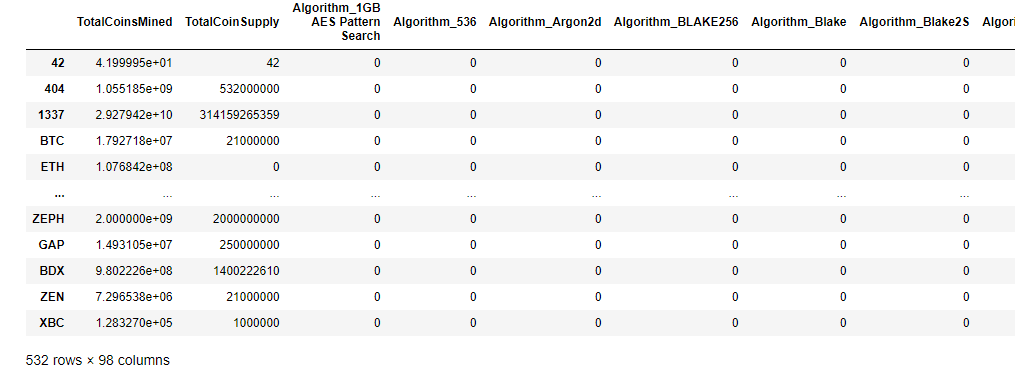 TotalCoinsMined TotalCoinSupply Algorithm_1GB AES Pattern Search Algorithm_536 Algorithm_Argon2d Algorithm_BLAKE256 Algorithm_Blake Algorithm_Blake2S Algori
42 4.199995e+01 42 0 0 0 0 0 0
404 1.055185e+09 532000000 0 0 0 0 0 0
1337 2.927942e+10 314159265359 0 0 0 0 0 0
BTC 1.792718e+07 21000000 0 0 0 0 0 0
ETH 1.076842e+08 0 0 0 0 0 0 0
... ... ... ... ... ... ... ... ...
ZEPH 2.000000e+09 2000000000 0 0 0 0 0 0
GAP 1.493105e+07 250000000 0 0 0 0 0 0
BDX 9.802226e+08 1400222610 0 0 0 0 0 0
ZEN 7.296538e+06 21000000 0 0 0 0 0 0
XBC 1.283270e+05 1000000 0 0 0 0 0 0
532 rows × 98 columns